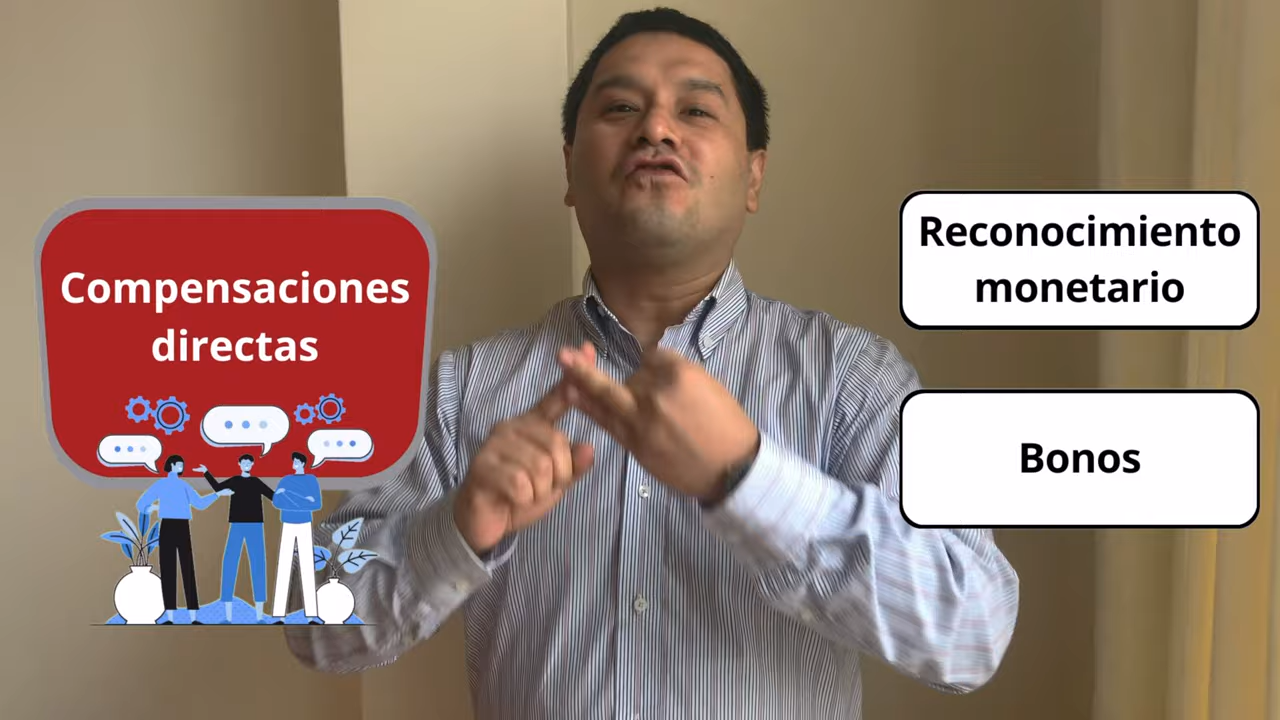 Compensaciones
directas
Reconocimiento
monetario
Bonos